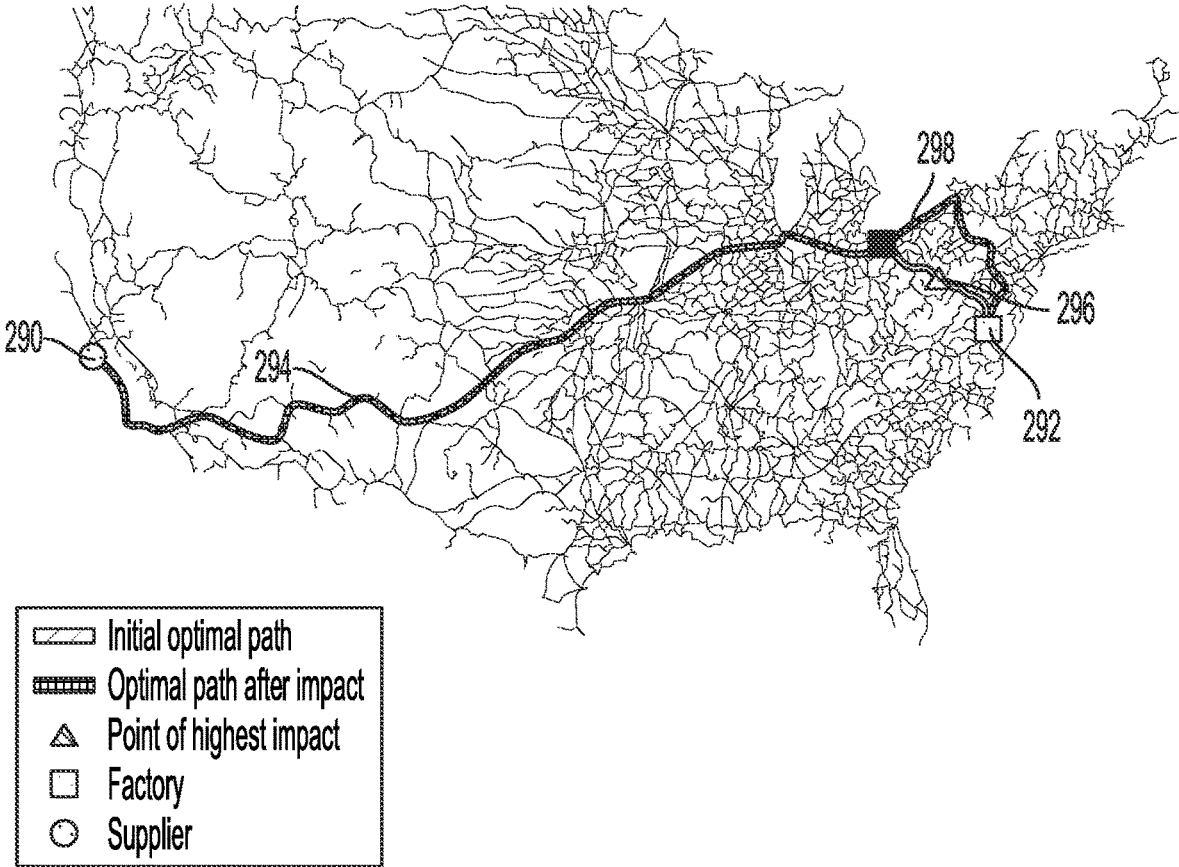 298
290
294
296
292
Initial optimal path
Optimal path after impact
Point of highest impact
Factory
Supplier